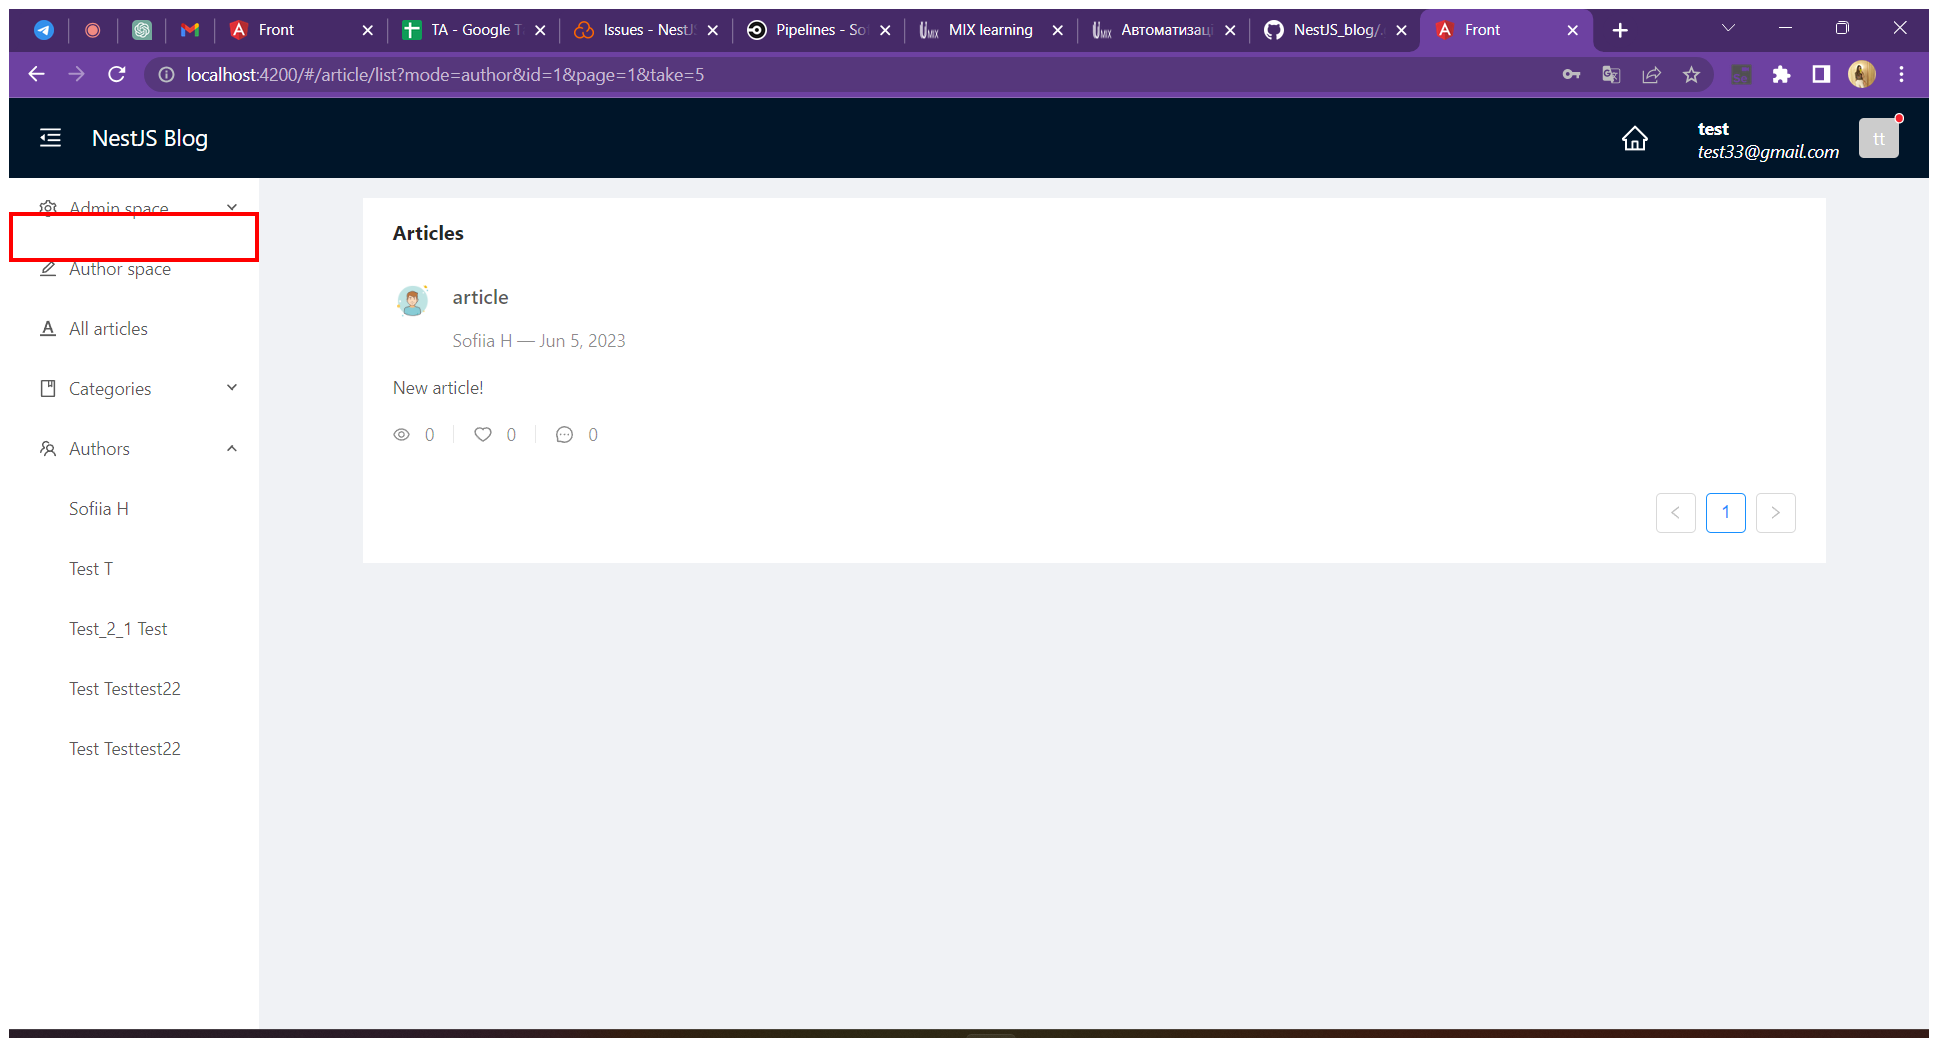 Front
TA - Google T
Issues - NestJS
Pipelines - So
MIX learning
Автоматизаці
NestJS_blog/.
Front
localhost:4200/#/article/list?mode=author&id=1&page=1&take=5
NestJS Blog
test
test33@gmail.com
tt
Admin space
Author space
All articles
Categories
Authors
Sofiia H
Test T
Test_2_1 Test
Test Testtest22
Test Testtest22
Articles
article
Sofiia H — Jun 5, 2023
New article!
0 0 0
< 1 >